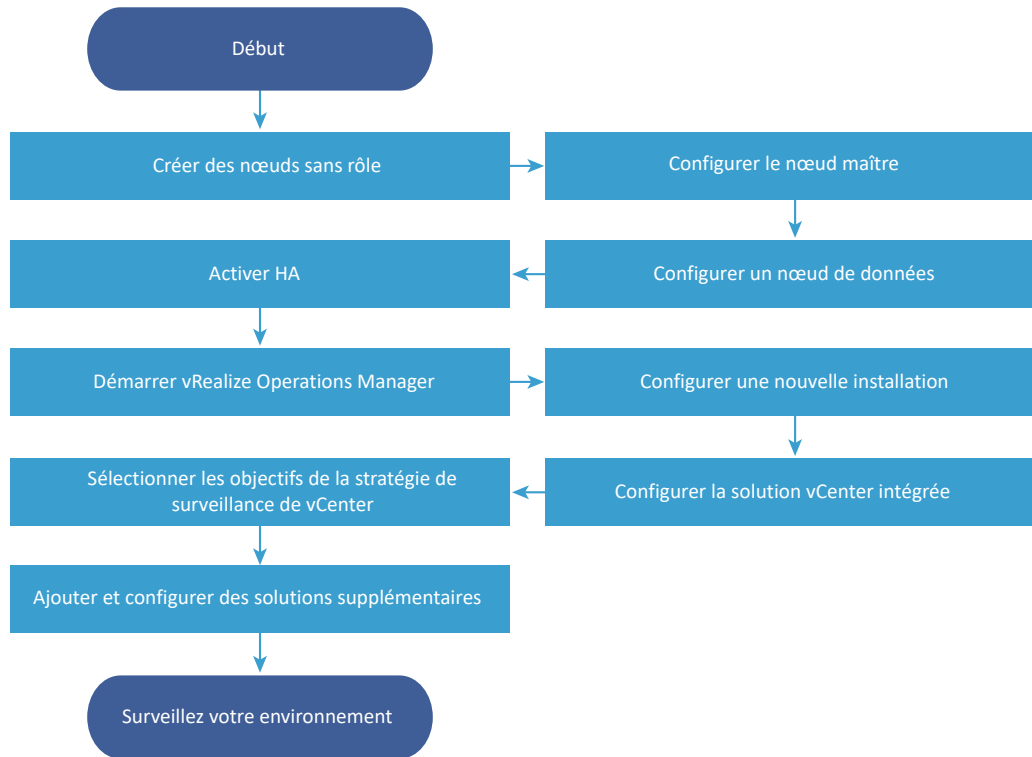 Début
Créer des nœuds sans rôle
Configurer le nœud maître
Configurer un nœud de données
Activer HA
Démarrer vRealize Operations Manager
Configurer une nouvelle installation
Configurer la solution vCenter intégrée
Sélectionner les objectifs de la stratégie de
surveillance de vCenter
Ajouter et configurer des solutions supplémentaires
Surveillez votre environnement